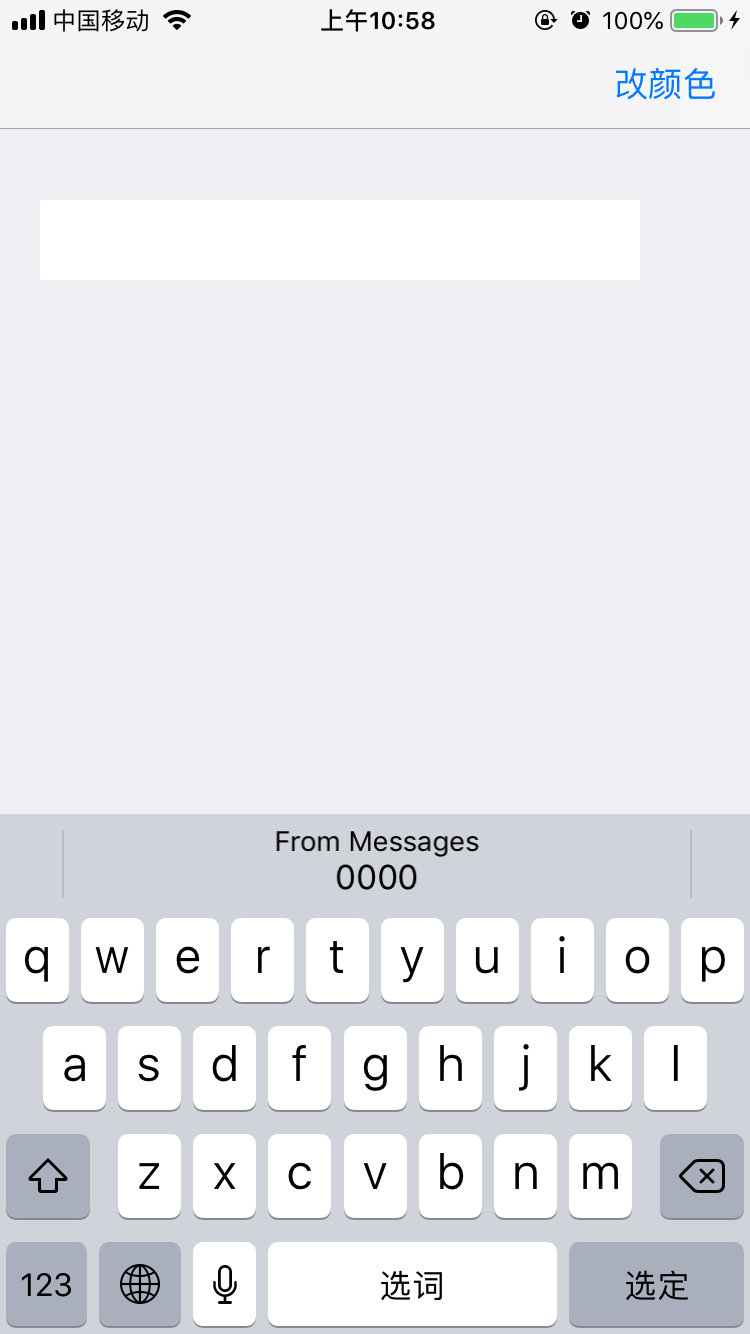 中国移动 上午10:58 100%
改颜色
From Messages
0000
q w e r t y u i o p
a s d f g h j k l
z x c v b n m
123 选词 选定